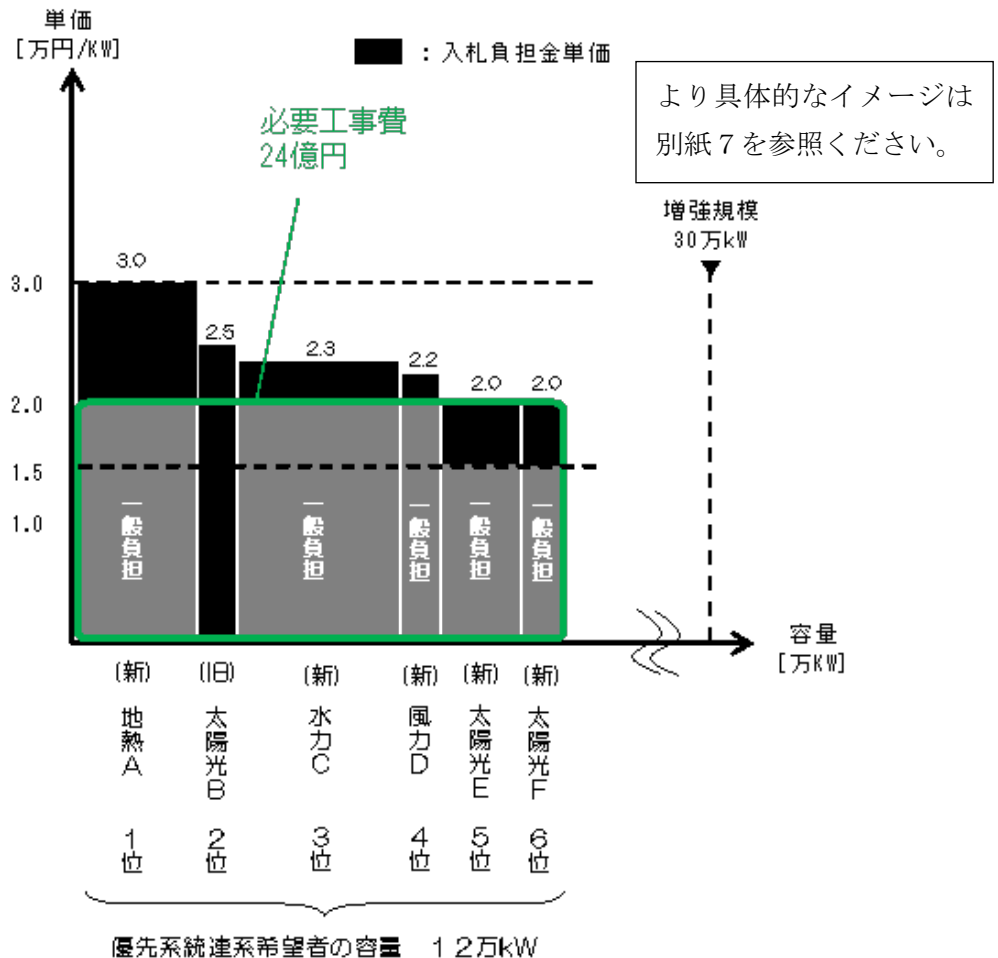 単価
[万円/KW]
■：入札負担金単価
より具体的なイメージは
別紙７を参照ください。
必要工事費
24億円
増強規模
30万kW
3.0
3.0
2.5
2.3
2.2
2.0
2.0
2.0
1.5
1.0
一般負担
一般負担
一般負担
一般負担
一般負担
容量
[万KW]
(新)
(旧)
(新)
(新)
(新)
(新)
地熱A
太陽光B
水力C
風力D
太陽光E
太陽光F
1位
2位
3位
4位
5位
6位
優先系統連系希望者の容量　１２万kW